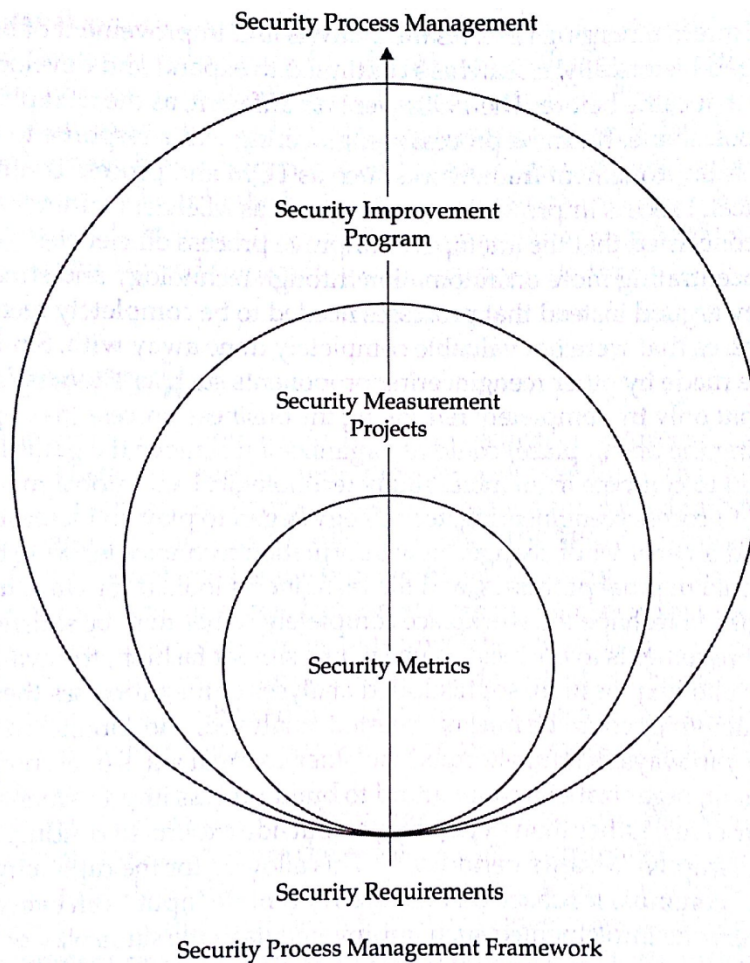 Security Process Management
Security Improvement
Program
Security Measurement
Projects
Security Metrics
Security Requirements
Security Process Management Framework